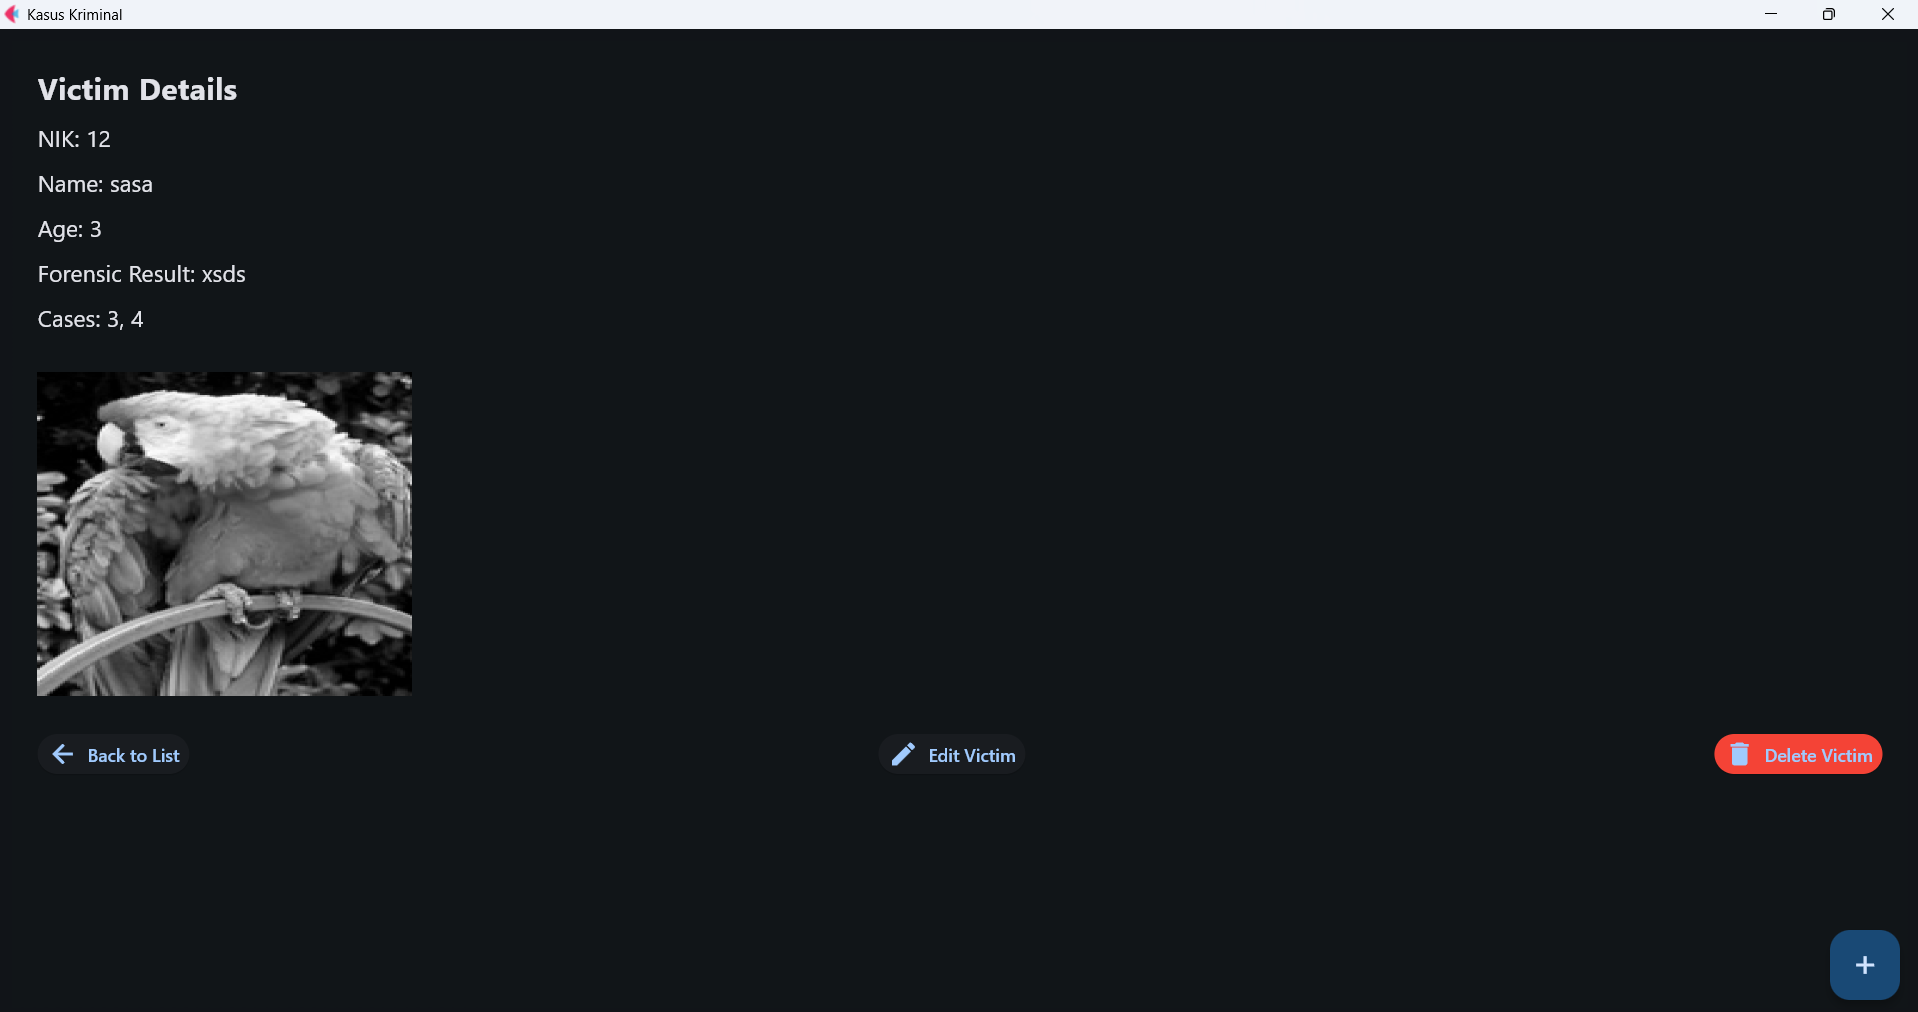 Kasus Kriminal
Victim Details
NIK: 12
Name: sasa
Age: 3
Forensic Result: xsds
Cases: 3, 4
Back to List
Edit Victim
Delete Victim
+